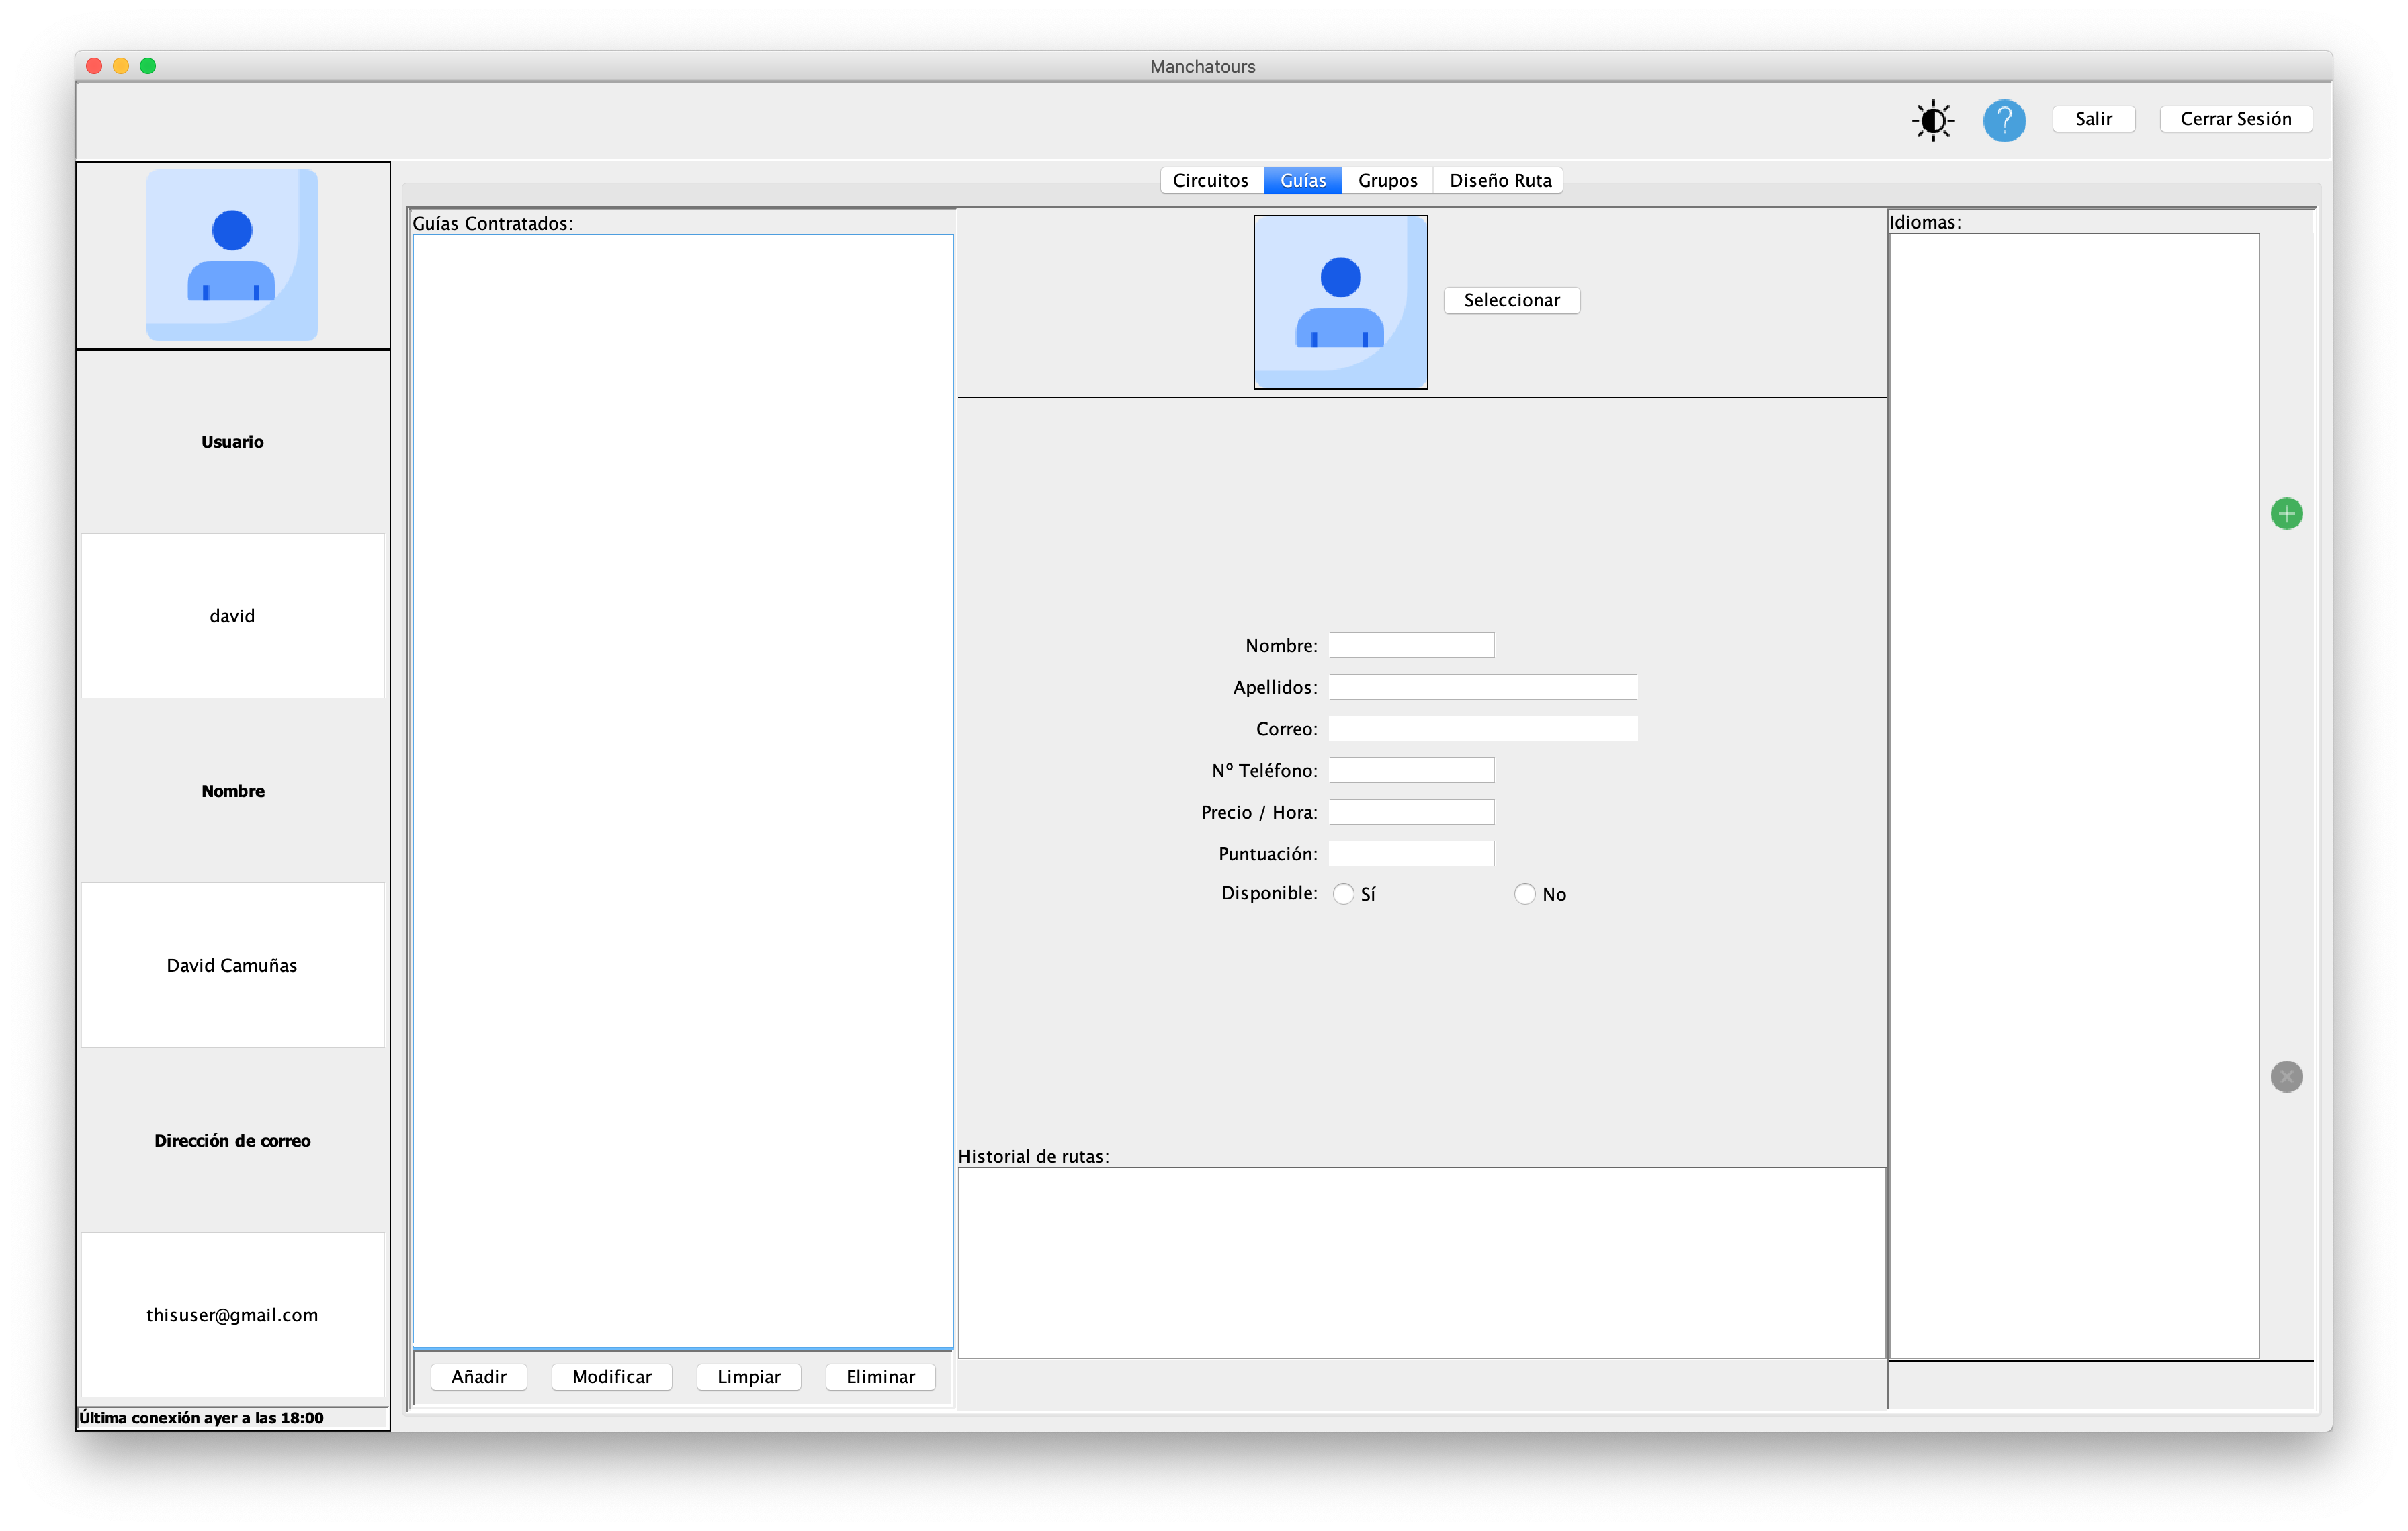 Manchatours
Salir
Cerrar Sesión
Circuitos
Guías
Grupos
Diseño Ruta
Usuario
david
Nombre
David Camuñas
Dirección de correo
thisuser@gmail.com
Última conexión ayer a las 18:00
Guías Contratados:
Añadir
Modificar
Limpiar
Eliminar
Seleccionar
Nombre:
Apellidos:
Correo:
Nº Teléfono:
Precio / Hora:
Puntuación:
Disponible:
Sí
No
Historial de rutas:
Idiomas: